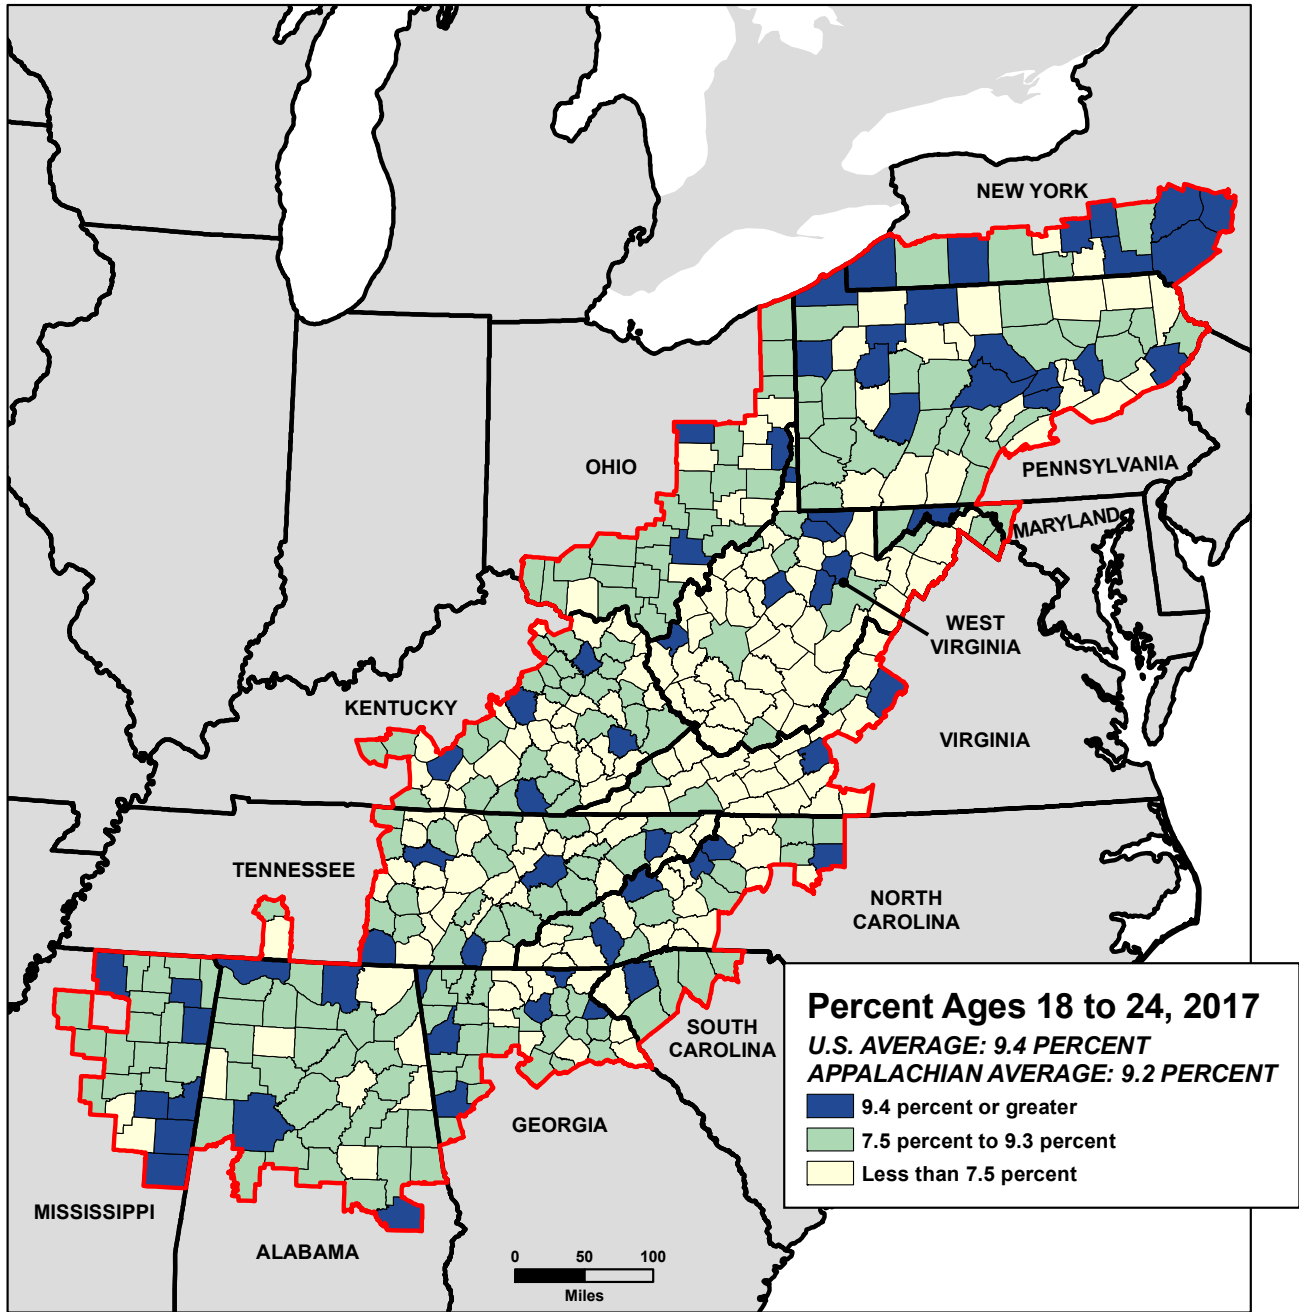 NEW YORK
OHIO
PENNSYLVANIA
MARYLAND
WEST
VIRGINIA
KENTUCKY
VIRGINIA
TENNESSEE
NORTH
CAROLINA
SOUTH
CAROLINA
GEORGIA
MISSISSIPPI
ALABAMA
Percent Ages 18 to 24, 2017
U.S. AVERAGE: 9.4 PERCENT
APPALACHIAN AVERAGE: 9.2 PERCENT
9.4 percent or greater
7.5 percent to 9.3 percent
Less than 7.5 percent
0 50 100
Miles